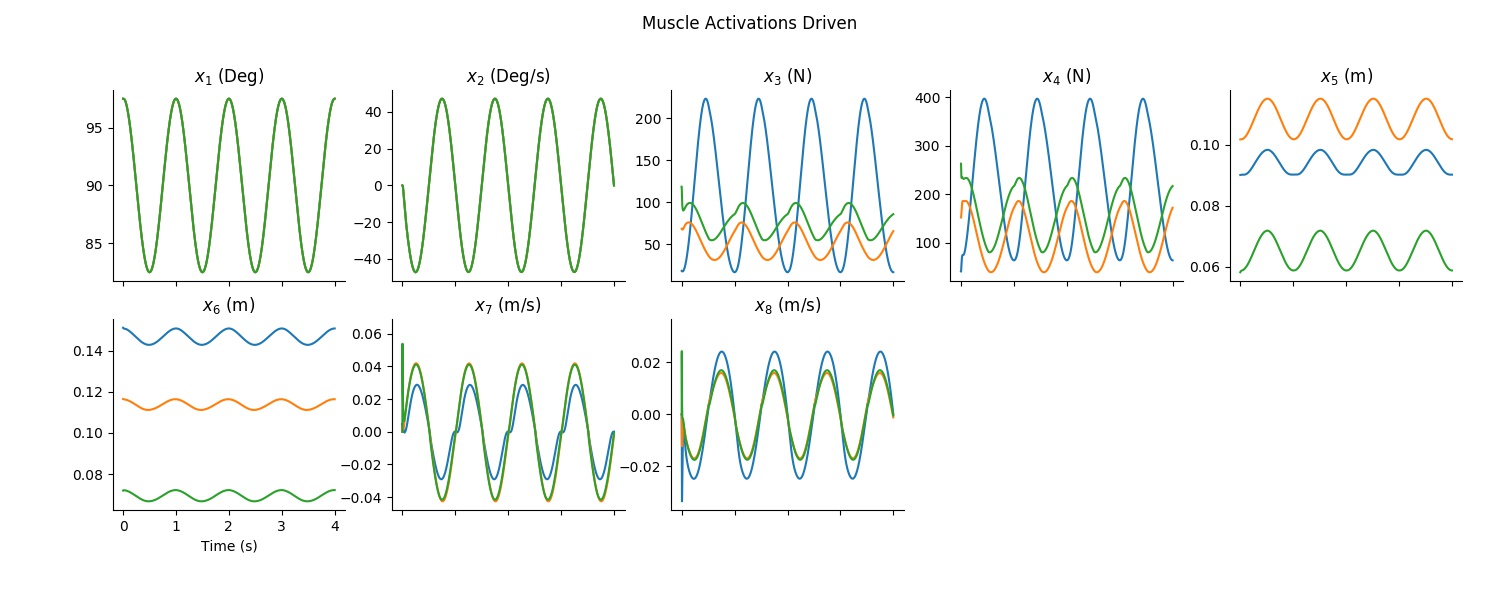 Muscle Activations Driven
x₁ (Deg)
x₂ (Deg/s)
x₃ (N)
x₄ (N)
x₅ (m)
95
90
85
40
20
0
−20
−40
200
150
100
50
400
300
200
100
0.10
0.08
0.06
x₆ (m)
x₇ (m/s)
x₈ (m/s)
0.14
0.12
0.10
0.08
0.06
0.04
0.02
0.00
−0.02
−0.04
0.02
0.00
−0.02
0 1 2 3 4
Time (s)